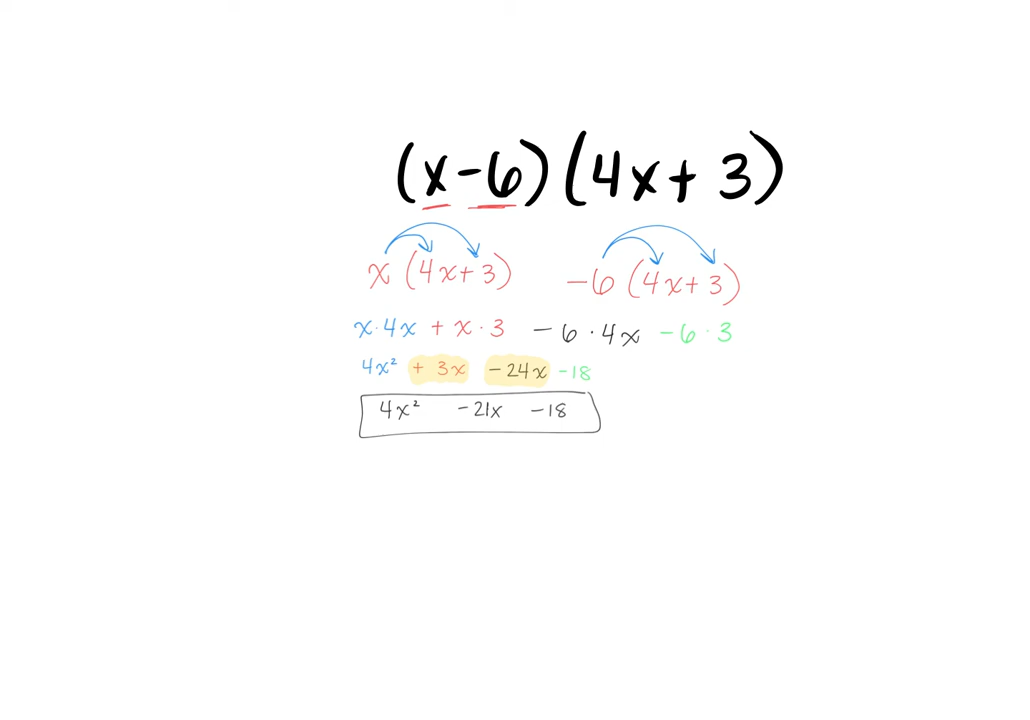 (x-6)(4x+3)
x(4x+3) -6(4x+3)
x·4x + x·3 -6·4x -6·3
4x² +3x -24x -18
4x² -21x -18